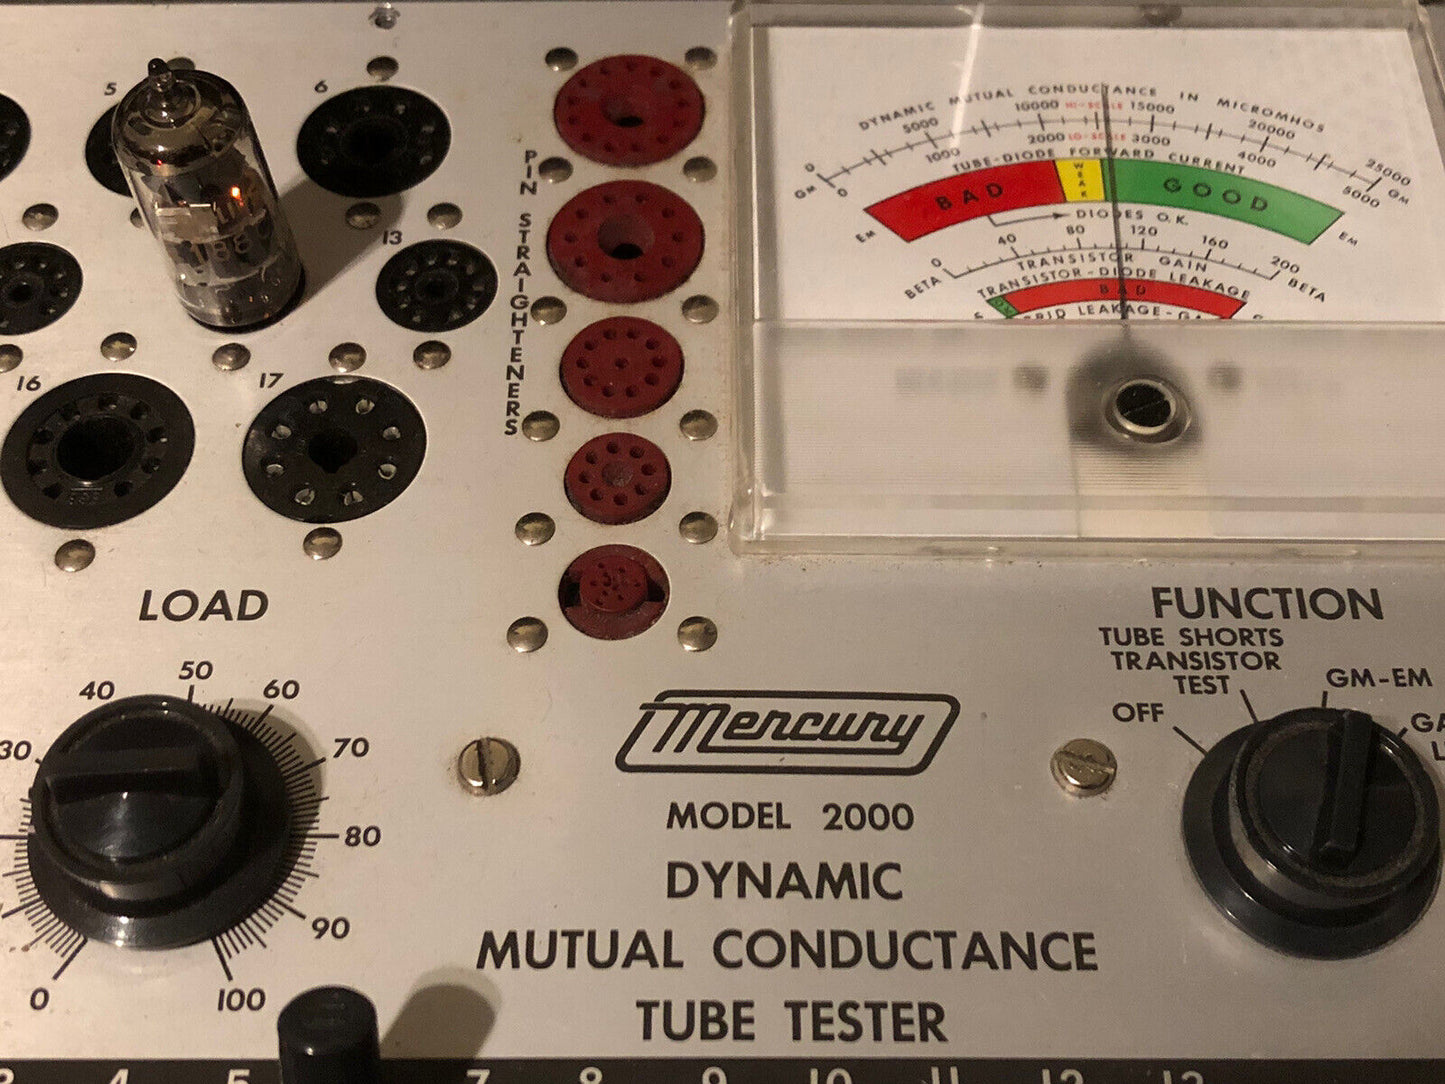 5
6
13
16
17
PIN STRAIGHTENERS
DYNAMIC MUTUAL CONDUCTANCE IN MICROMHOS
0 5000 10000 HI-SCALE 15000 20000 25000
GM GM
0 1000 2000 LO-SCALE 3000 4000 5000
TUBE-DIODE FORWARD CURRENT
BAD WEAK GOOD
EM EM
DIODES O.K.
0 40 80 120 160 200
BETA TRANSISTOR GAIN BETA
TRANSISTOR-DIODE LEAKAGE
BAD
LEAKAGE-
LOAD
0 30 40 50 60 70 80 90 100
FUNCTION
TUBE SHORTS
TRANSISTOR
TEST
OFF
GM-EM
Mercury
MODEL 2000
DYNAMIC
MUTUAL CONDUCTANCE
TUBE TESTER
3 4 5 7 8 9 10 11 12 13